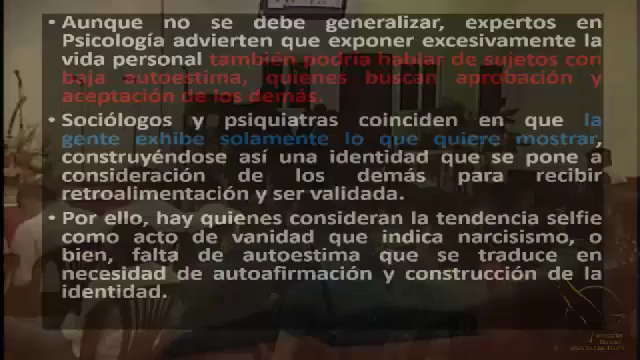 • Aunque no se debe generalizar, expertos en
Psicología advierten que exponer excesivamente la
vida personal también podría hablar de sujetos con
baja autoestima, quienes buscan aprobación y
aceptación de los demás.
• Sociólogos y psiquiatras coinciden en que la
gente exhibe solamente lo que quiere mostrar,
construyéndose así una identidad que se pone a
consideración de los demás para recibir
retroalimentación y ser validada.
• Por ello, hay quienes consideran la tendencia selfie
como acto de vanidad que indica narcisismo, o
bien, falta de autoestima que se traduce en
necesidad de autoafirmación y construcción de la
identidad.